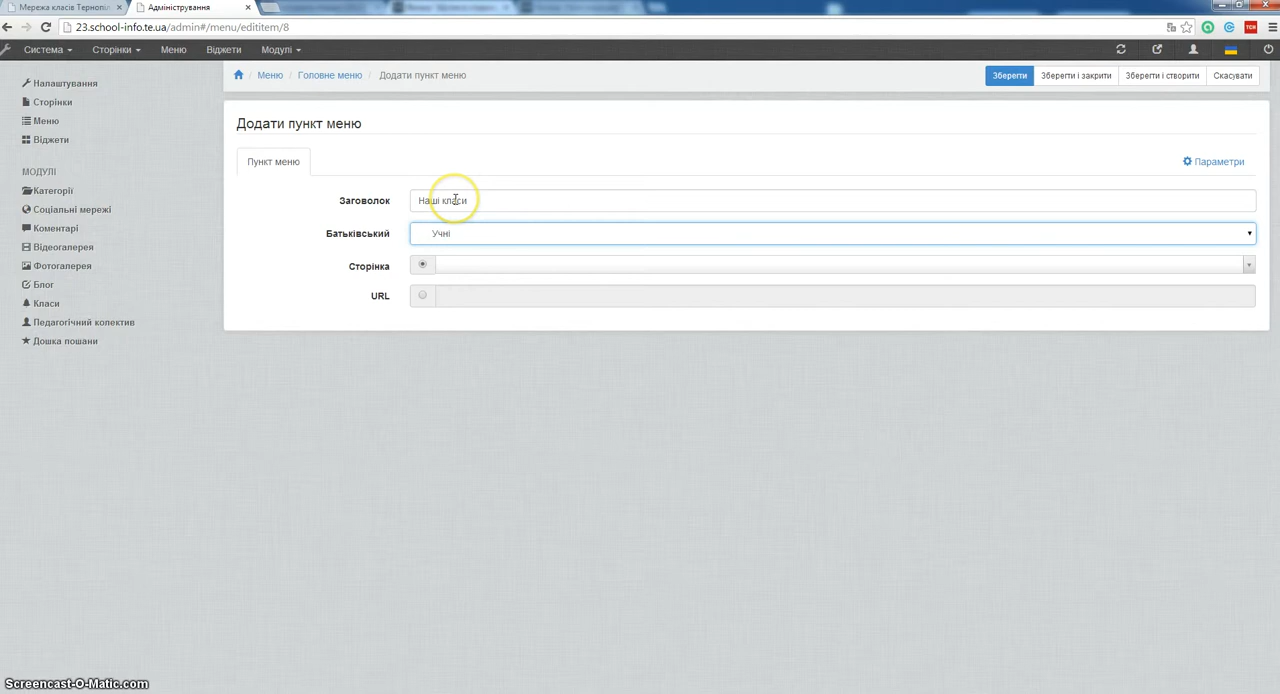 Мережа класів Тернопіл
Адміністрування
23.school-info.te.ua/admin#/menu/edititem/8
Система Сторінки Меню Віджети Модулі
Налаштування
Сторінки
Меню
Віджети
МОДУЛІ
Категорії
Соціальні мережі
Коментарі
Відеогалерея
Фотогалерея
Блог
Класи
Педагогічний колектив
Дошка пошани
/ Меню / Головне меню / Додати пункт меню
Зберегти Зберегти і закрити Зберегти і створити Скасувати
Додати пункт меню
Пункт меню
Параметри
Заголовок Наші класи
Батьківський Учні
Сторінка
URL
Screencast-O-Matic.com